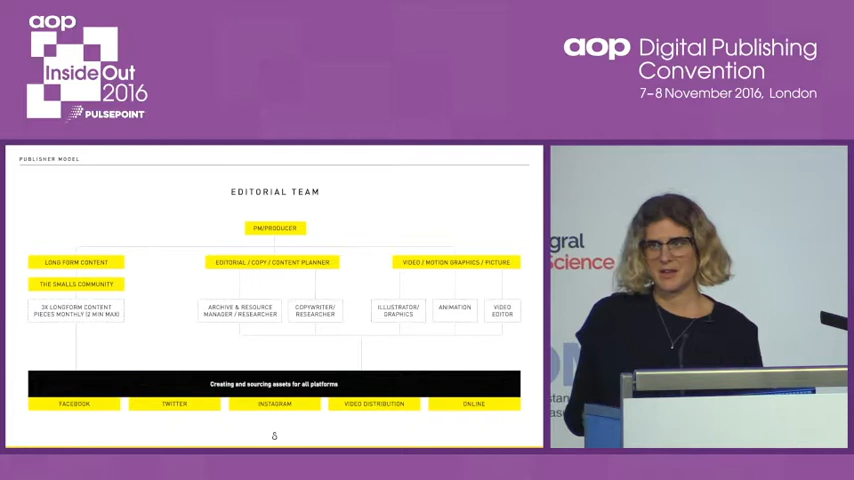 aop
InsideOut
2016
PULSEPOINT
aop Digital Publishing
Convention
7–8 November 2016, London
PUBLISHER MODEL
EDITORIAL TEAM
PM/PRODUCER
LONG FORM CONTENT
EDITORIAL / COPY / CONTENT PLANNER
VIDEO / MOTION GRAPHICS / PICTURE
THE SMALLS COMMUNITY
3X LONGFORM CONTENT
PIECES MONTHLY (2 MIN MAX)
ARCHIVE & RESOURCE
MANAGER / RESEARCHER
COPYWRITER/
RESEARCHER
ILLUSTRATOR/
GRAPHICS
ANIMATION
VIDEO
EDITOR
Creating and sourcing assets for all platforms
FACEBOOK
TWITTER
INSTAGRAM
VIDEO DISTRIBUTION
ONLINE
gral
Science